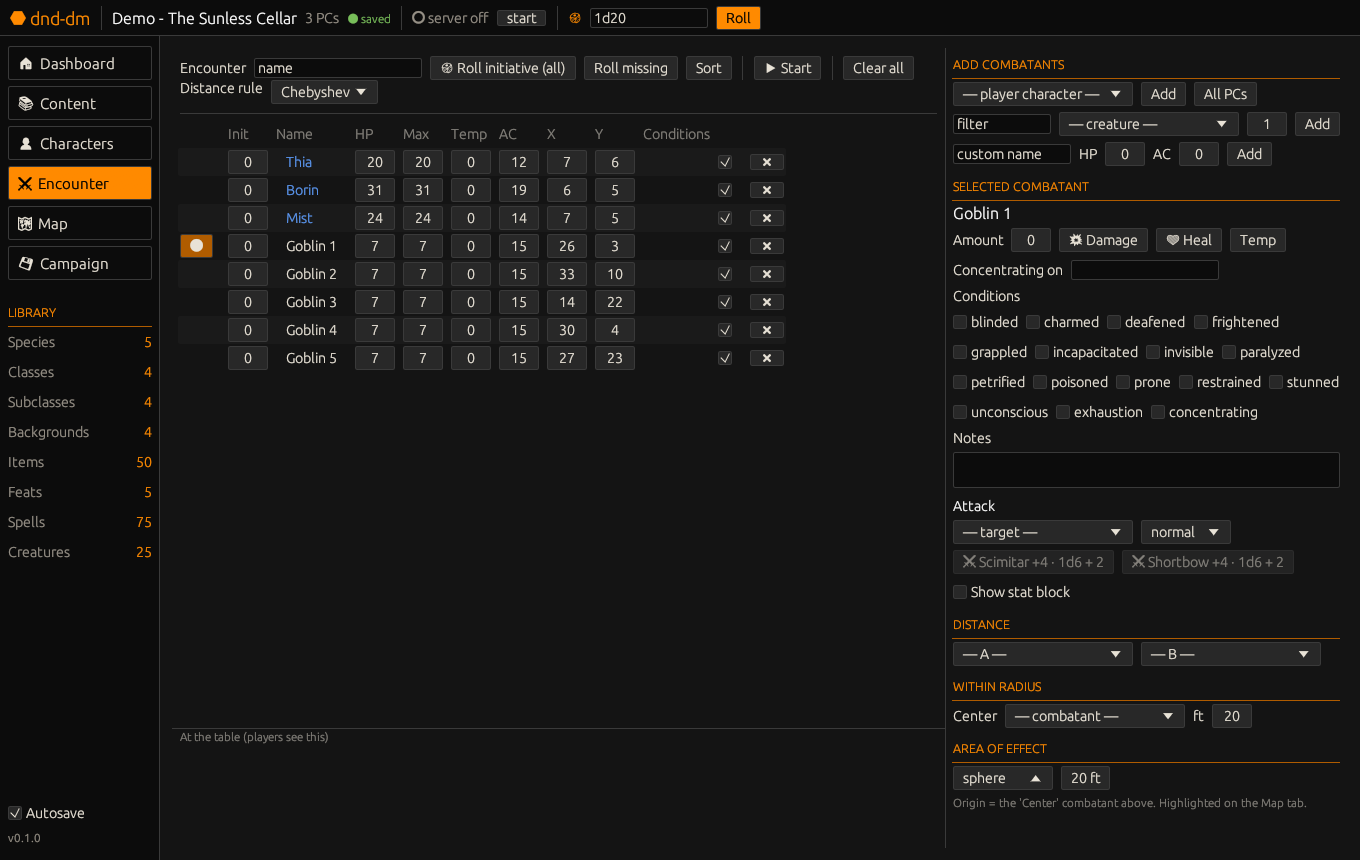 dnd-dm Demo - The Sunless Cellar 3 PCs saved server off start 1d20 Roll
Dashboard
Content
Characters
Encounter
Map
Campaign
LIBRARY
Species 5
Classes 4
Subclasses 4
Backgrounds 4
Items 50
Feats 5
Spells 75
Creatures 25
Autosave
v0.1.0
Encounter name Roll initiative (all) Roll missing Sort Start Clear all
Distance rule Chebyshev
Init Name HP Max Temp AC X Y Conditions
0 Thia 20 20 0 12 7 6
0 Borin 31 31 0 19 6 5
0 Mist 24 24 0 14 7 5
0 Goblin 1 7 7 0 15 26 3
0 Goblin 2 7 7 0 15 33 10
0 Goblin 3 7 7 0 15 14 22
0 Goblin 4 7 7 0 15 30 4
0 Goblin 5 7 7 0 15 27 23
At the table (players see this)
ADD COMBATANTS
— player character — Add All PCs
filter — creature — 1 Add
custom name HP 0 AC 0 Add
SELECTED COMBATANT
Goblin 1
Amount 0 Damage Heal Temp
Concentrating on
Conditions
blinded charmed deafened frightened
grappled incapacitated invisible paralyzed
petrified poisoned prone restrained stunned
unconscious exhaustion concentrating
Notes
Attack
— target — normal
Scimitar +4 · 1d6 + 2 Shortbow +4 · 1d6 + 2
Show stat block
DISTANCE
— A — — B —
WITHIN RADIUS
Center — combatant — ft 20
AREA OF EFFECT
sphere 20 ft
Origin = the 'Center' combatant above. Highlighted on the Map tab.